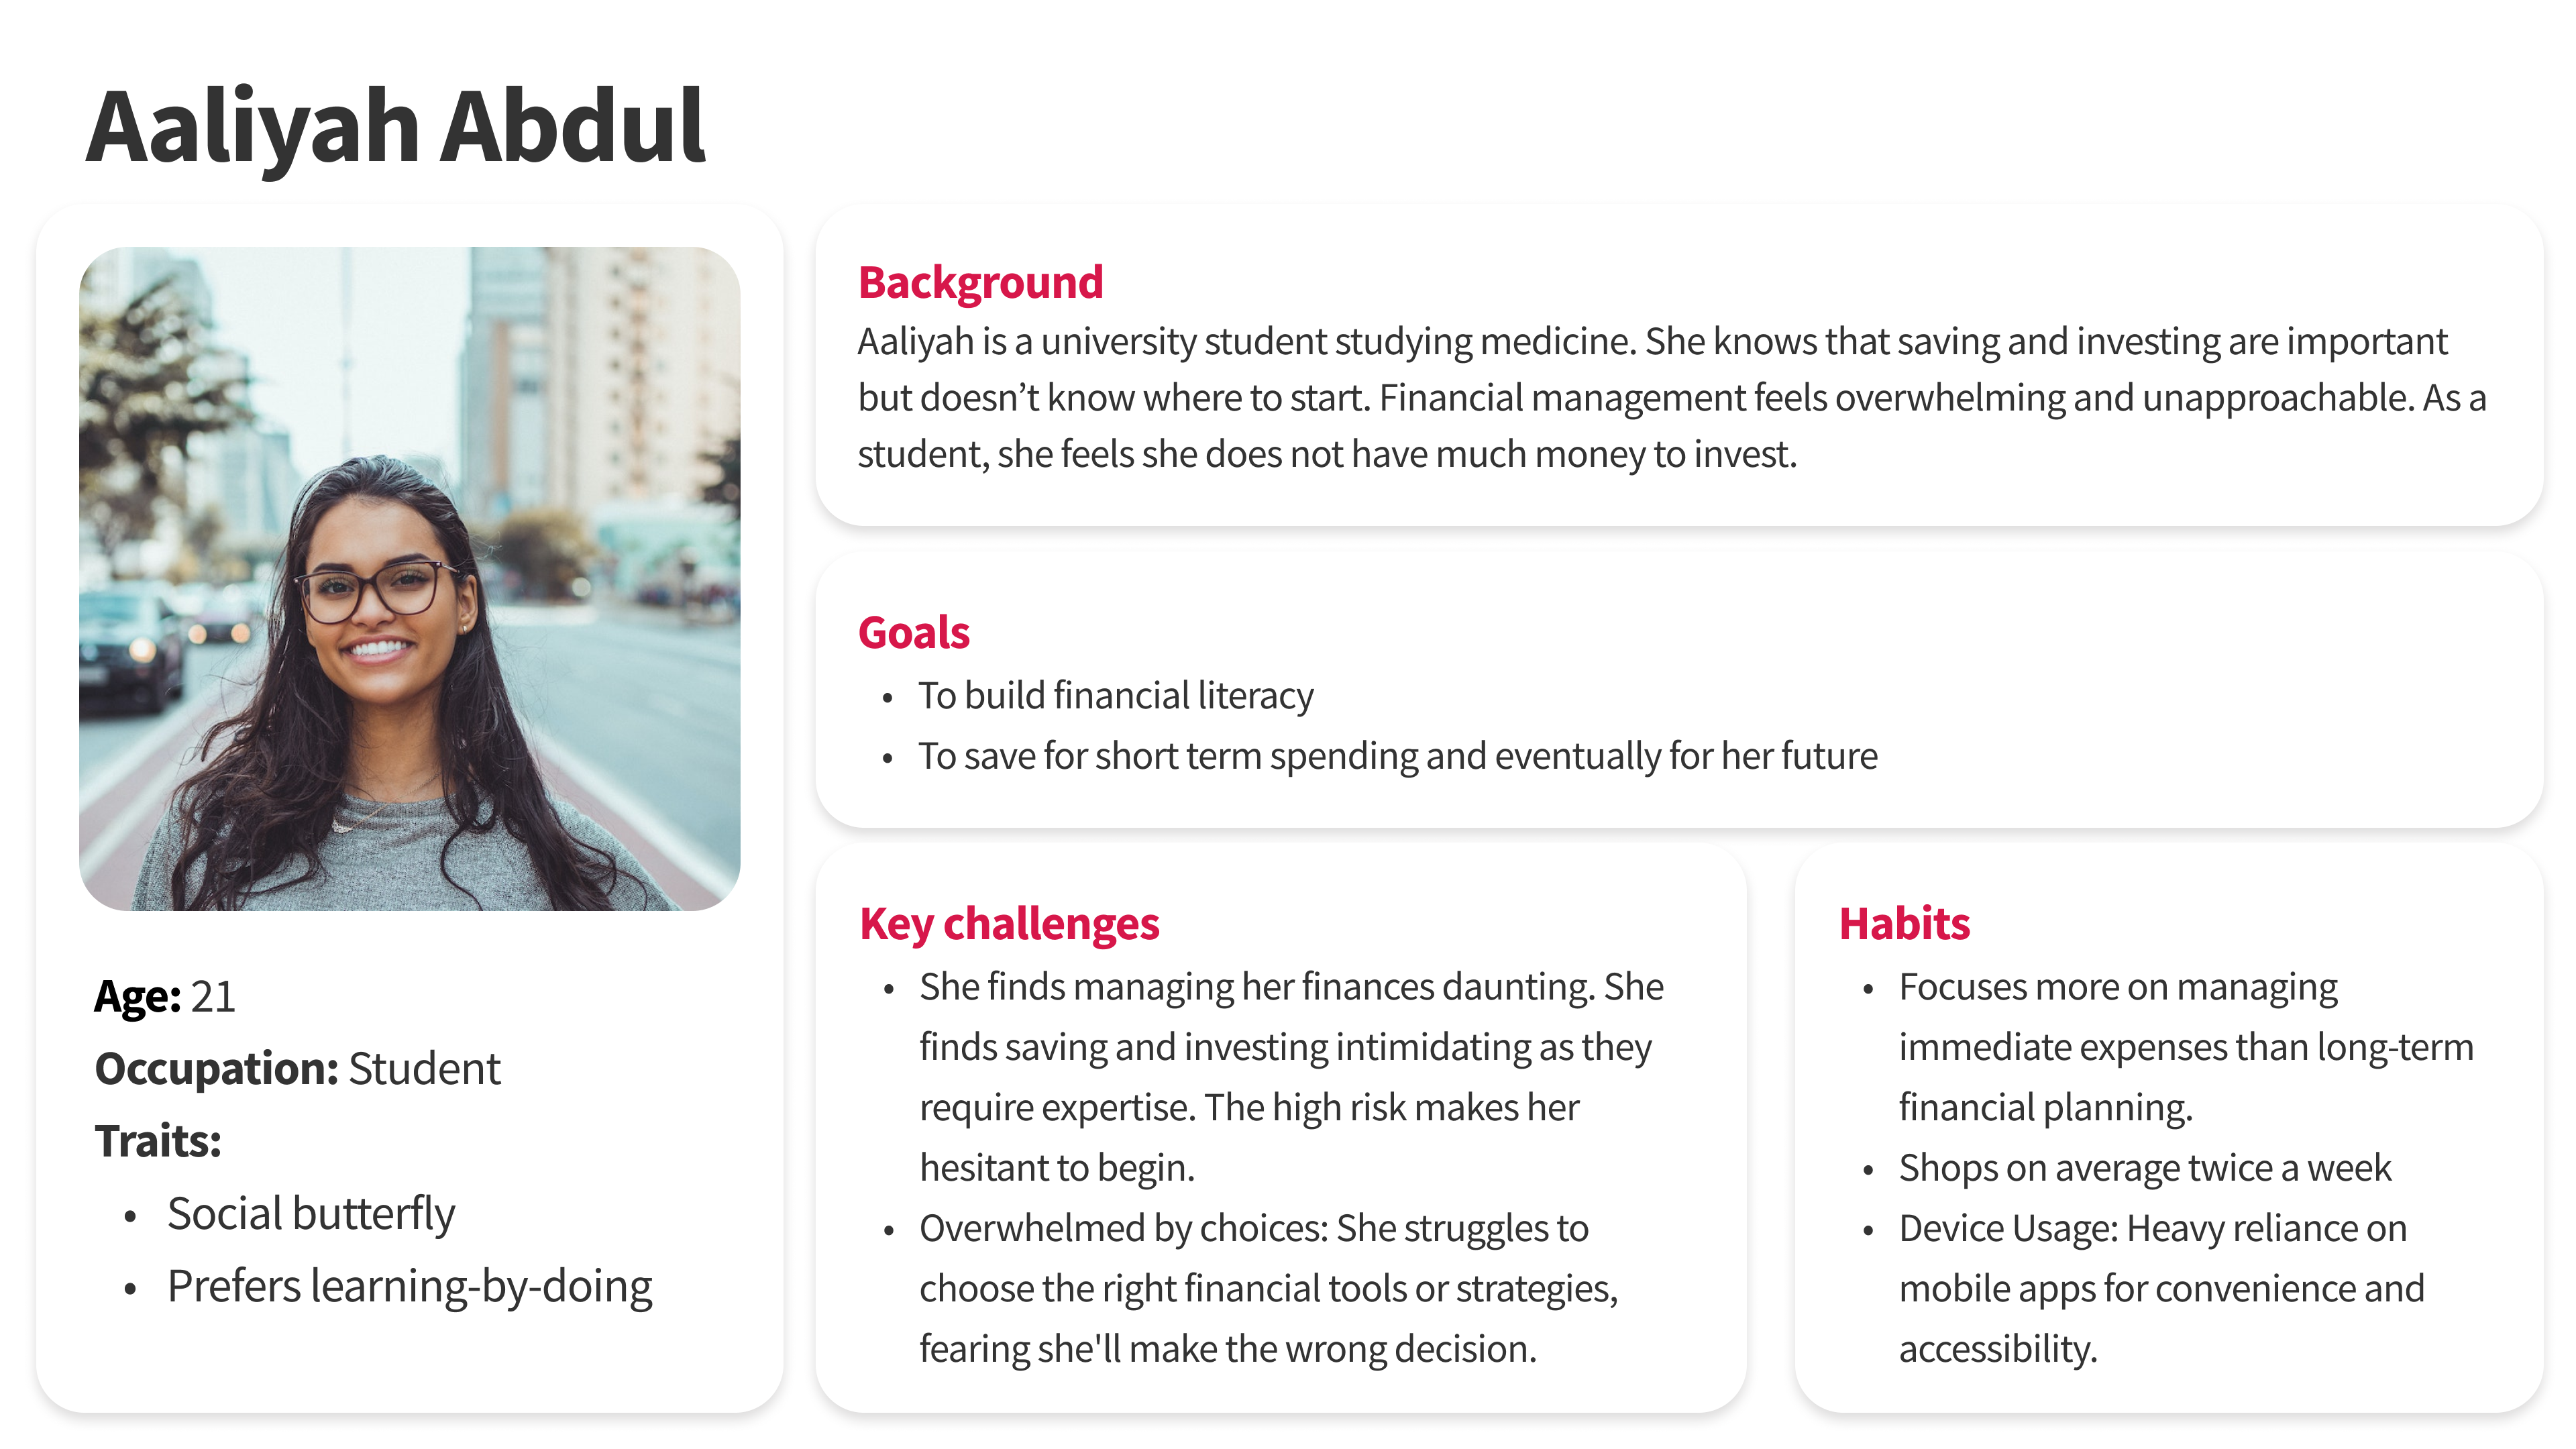 Aaliyah Abdul
Age: 21
Occupation: Student
Traits:
• Social butterfly
• Prefers learning-by-doing
Background
Aaliyah is a university student studying medicine. She knows that saving and investing are important
but doesn’t know where to start. Financial management feels overwhelming and unapproachable. As a
student, she feels she does not have much money to invest.
Goals
• To build financial literacy
• To save for short term spending and eventually for her future
Key challenges
• She finds managing her finances daunting. She
finds saving and investing intimidating as they
require expertise. The high risk makes her
hesitant to begin.
• Overwhelmed by choices: She struggles to
choose the right financial tools or strategies,
fearing she'll make the wrong decision.
Habits
• Focuses more on managing
immediate expenses than long-term
financial planning.
• Shops on average twice a week
• Device Usage: Heavy reliance on
mobile apps for convenience and
accessibility.